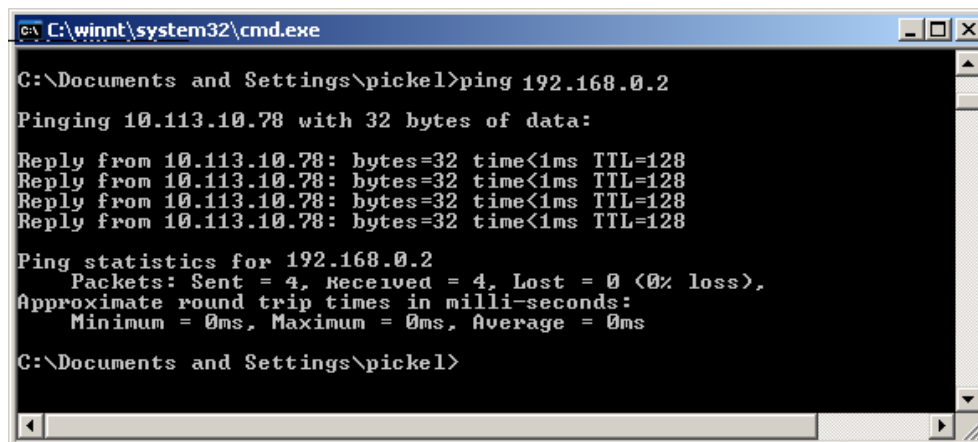 C:\winnt\system32\cmd.exe
C:\Documents and Settings\pickel>ping 192.168.0.2
Pinging 10.113.10.78 with 32 bytes of data:
Reply from 10.113.10.78: bytes=32 time<1ms TTL=128
Reply from 10.113.10.78: bytes=32 time<1ms TTL=128
Reply from 10.113.10.78: bytes=32 time<1ms TTL=128
Reply from 10.113.10.78: bytes=32 time<1ms TTL=128
Ping statistics for 192.168.0.2
Packets: Sent = 4, Received = 4, Lost = 0 (0% loss),
Approximate round trip times in milli-seconds:
Minimum = 0ms, Maximum = 0ms, Average = 0ms
C:\Documents and Settings\pickel>